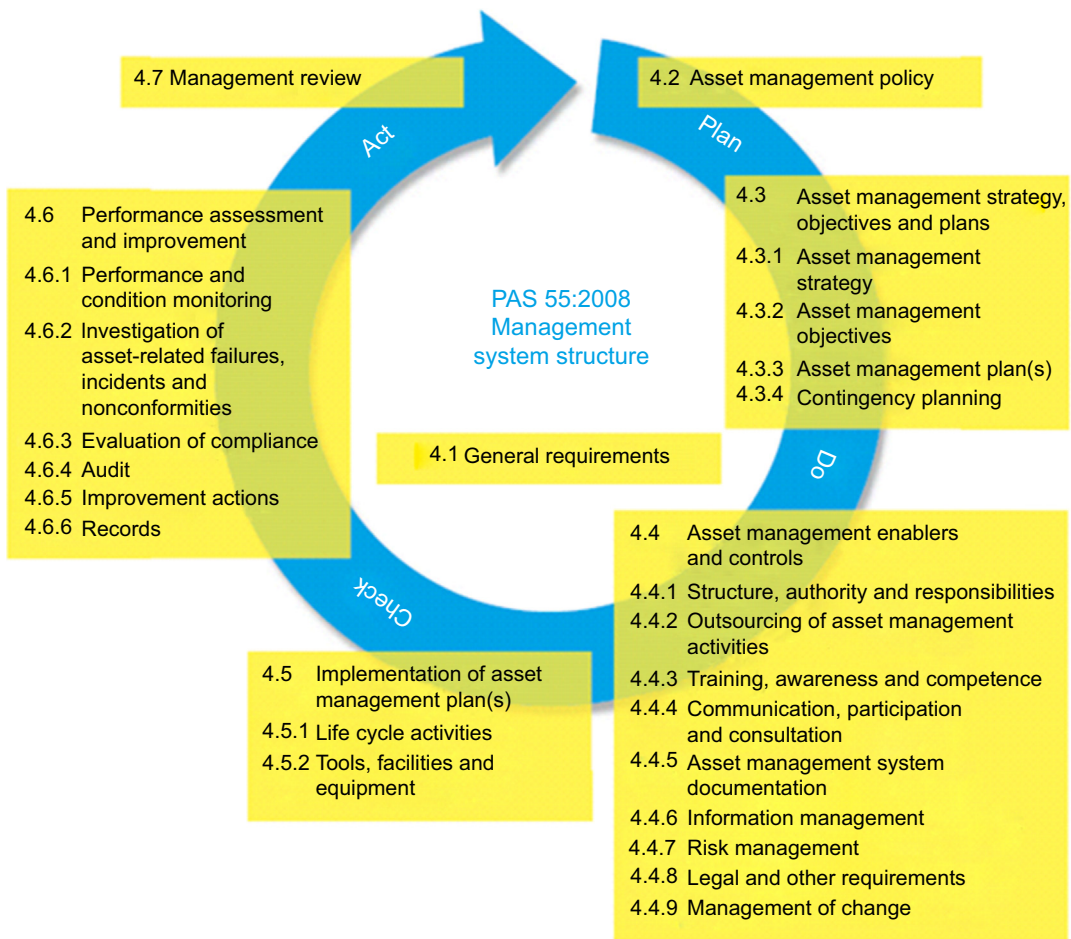 4.7 Management review
4.2 Asset management policy
Act
Plan
4.3 Asset management strategy,
objectives and plans
4.3.1 Asset management
strategy
4.3.2 Asset management
objectives
4.3.3 Asset management plan(s)
4.3.4 Contingency planning
4.6 Performance assessment
and improvement
4.6.1 Performance and
condition monitoring
4.6.2 Investigation of
asset-related failures,
incidents and
nonconformities
4.6.3 Evaluation of compliance
4.6.4 Audit
4.6.5 Improvement actions
4.6.6 Records
PAS 55:2008
Management
system structure
4.1 General requirements
Do
Check
4.4 Asset management enablers
and controls
4.4.1 Structure, authority and responsibilities
4.4.2 Outsourcing of asset management
activities
4.4.3 Training, awareness and competence
4.4.4 Communication, participation
and consultation
4.4.5 Asset management system
documentation
4.4.6 Information management
4.4.7 Risk management
4.4.8 Legal and other requirements
4.4.9 Management of change
4.5 Implementation of asset
management plan(s)
4.5.1 Life cycle activities
4.5.2 Tools, facilities and
equipment